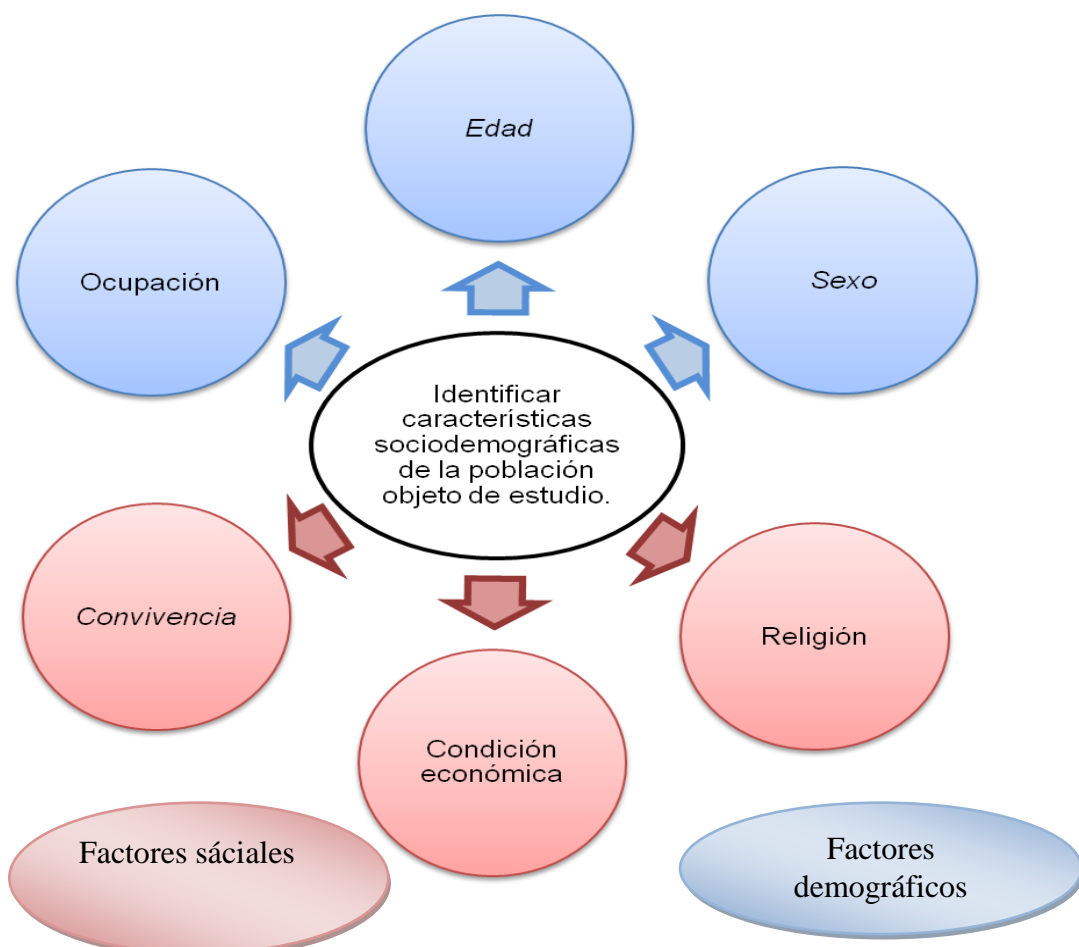 Edad
Ocupación
Sexo
Identificar
característísticas
sociodemográficas
de la población
objeto de estudio.
Convivencia
Religión
Condición
económica
Factores sáciales
Factores
demográficos